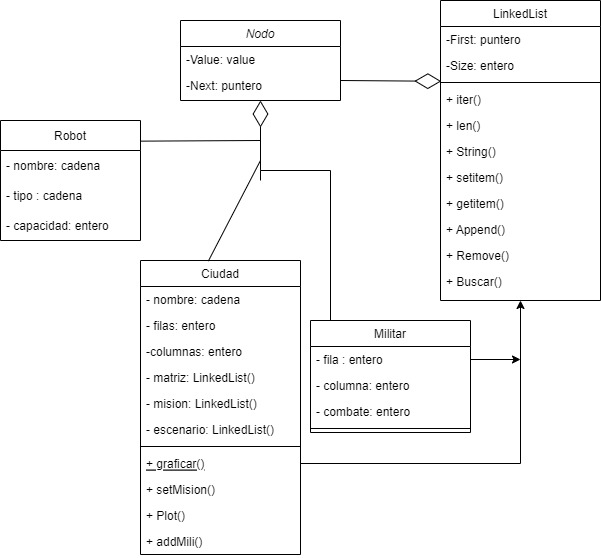 Nodo
-Value: value
-Next: puntero
LinkedList
-First: puntero
-Size: entero
+ iter()
+ len()
+ String()
+ setitem()
+ getitem()
+ Append()
+ Remove()
+ Buscar()
Robot
- nombre: cadena
- tipo : cadena
- capacidad: entero
Ciudad
- nombre: cadena
- filas: entero
-columnas: entero
- matriz: LinkedList()
- mision: LinkedList()
- escenario: LinkedList()
+ graficar()
+ setMision()
+ Plot()
+ addMili()
Militar
- fila : entero
- columna: entero
- combate: entero